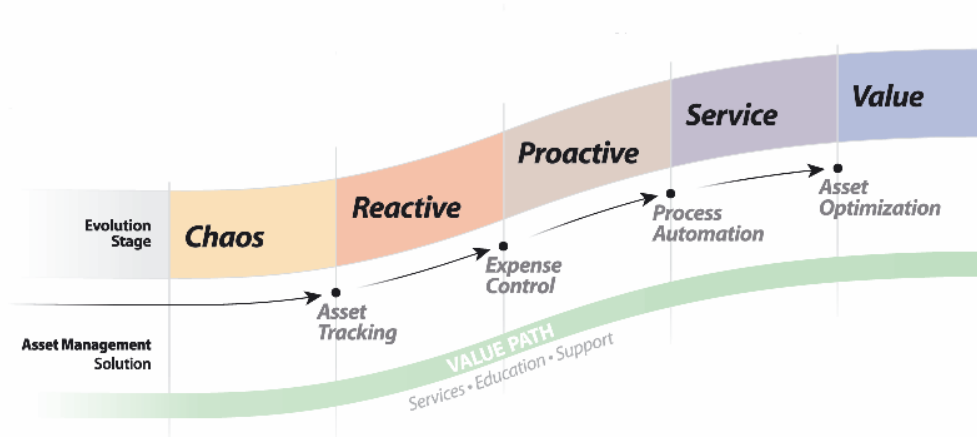 Evolution
Stage
Chaos
Reactive
Proactive
Service
Value
Asset Management
Solution
Asset
Tracking
Expense
Control
Process
Automation
Asset
Optimization
VALUE PATH
Services • Education • Support